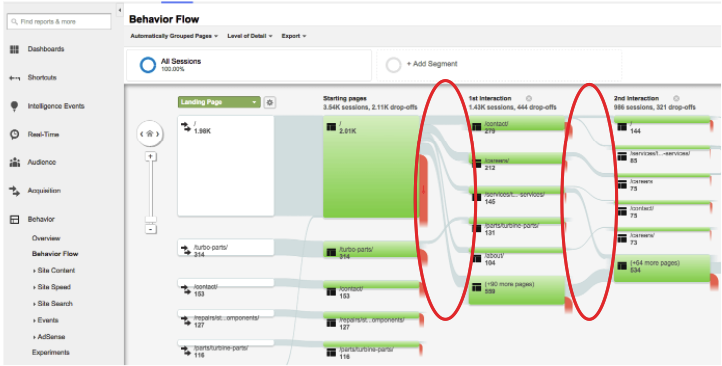 Behavior Flow
Find reports & more
Automatically Grouped Pages
Level of Detail
Export
Dashboards
Shortcuts
Intelligence Events
Real-Time
Audience
Acquisition
Behavior
Overview
Behavior Flow
Site Content
Site Speed
Site Search
Events
AdSense
Experiments
All Sessions
100.00%
+ Add Segment
Landing Page
/
1.98K
/turbo-parts/
314
/contact/
153
/repairs/st...omponents/
127
/parts/turbine-parts/
116
Starting pages
3.54K sessions, 2.11K drop-offs
/
2.01K
/turbo-parts/
314
/contact/
153
/repairs/st...omponents/
127
/parts/turbine-parts/
116
1st Interaction
1.43K sessions, 444 drop-offs
/contact/
279
/careers/
212
/services/t...-services/
145
/parts/turbine-parts/
131
/about/
104
(+90 more pages)
559
2nd Interaction
986 sessions, 321 drop-offs
/
144
/services/t...-services/
85
/careers
75
/contact/
75
/careers/
73
(+64 more pages)
534